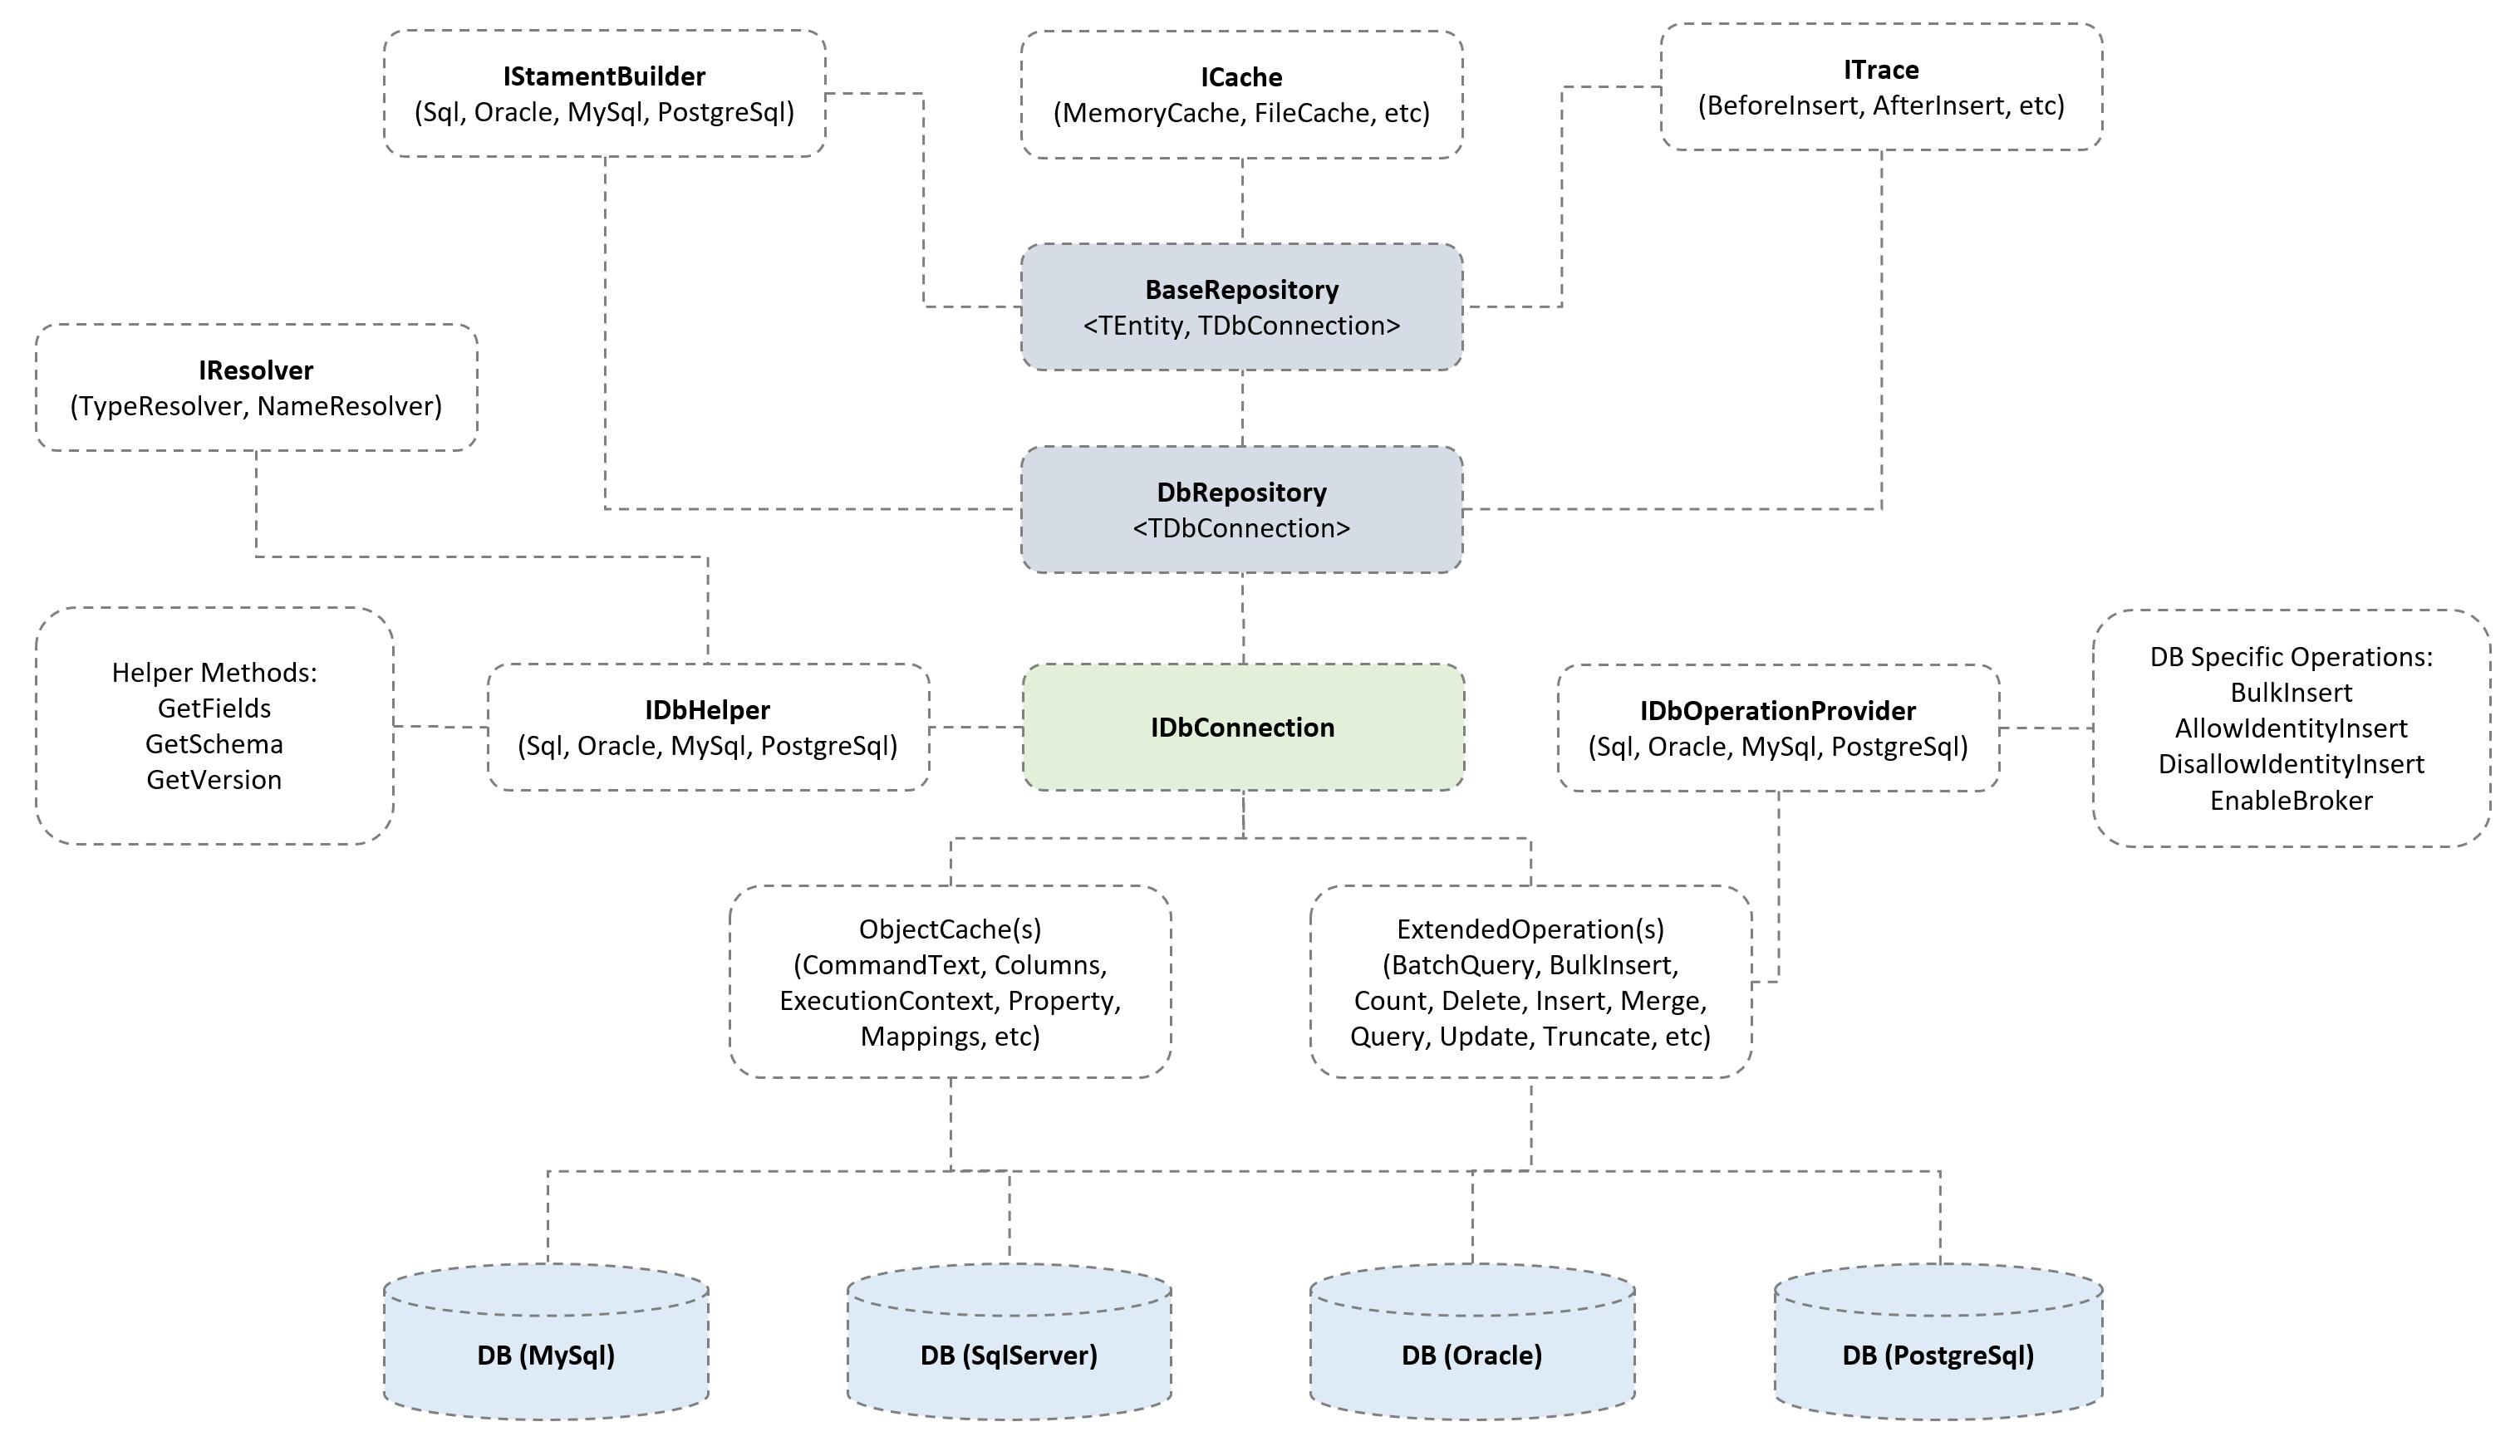 IStamentBuilder
(Sql, Oracle, MySql, PostgreSql)
ICache
(MemoryCache, FileCache, etc)
ITrace
(BeforeInsert, AfterInsert, etc)
BaseRepository
<TEntity, TDbConnection>
IResolver
(TypeResolver, NameResolver)
DbRepository
<TDbConnection>
Helper Methods:
GetFields
GetSchema
GetVersion
IDbHelper
(Sql, Oracle, MySql, PostgreSql)
IDbConnection
IDbOperationProvider
(Sql, Oracle, MySql, PostgreSql)
DB Specific Operations:
BulkInsert
AllowIdentityInsert
DisallowIdentityInsert
EnableBroker
ObjectCache(s)
(CommandText, Columns,
ExecutionContext, Property,
Mappings, etc)
ExtendedOperation(s)
(BatchQuery, BulkInsert,
Count, Delete, Insert, Merge,
Query, Update, Truncate, etc)
DB (MySql)
DB (SqlServer)
DB (Oracle)
DB (PostgreSql)